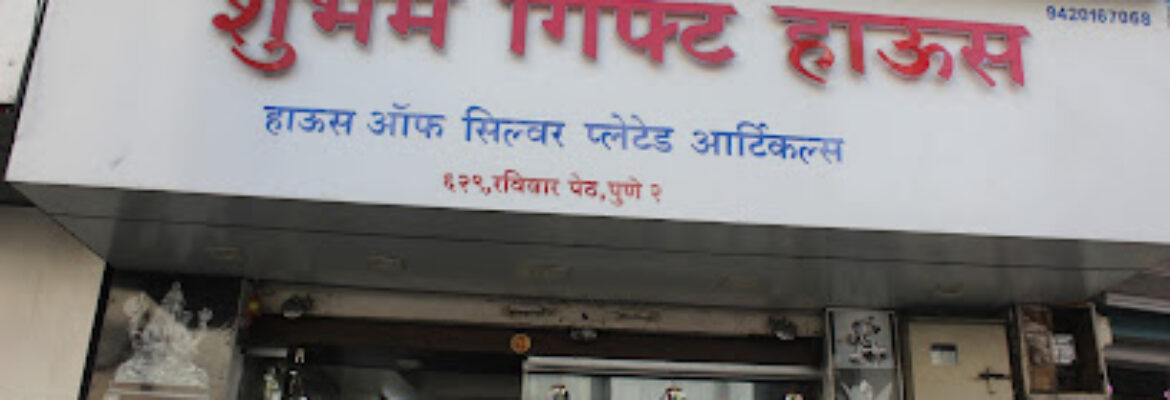 9420167068
शुभम गिफ्ट हाऊस
हाऊस ऑफ सिल्वर प्लेटेड आर्टिकल्स
६२९,रविवार पेठ,पुणे २